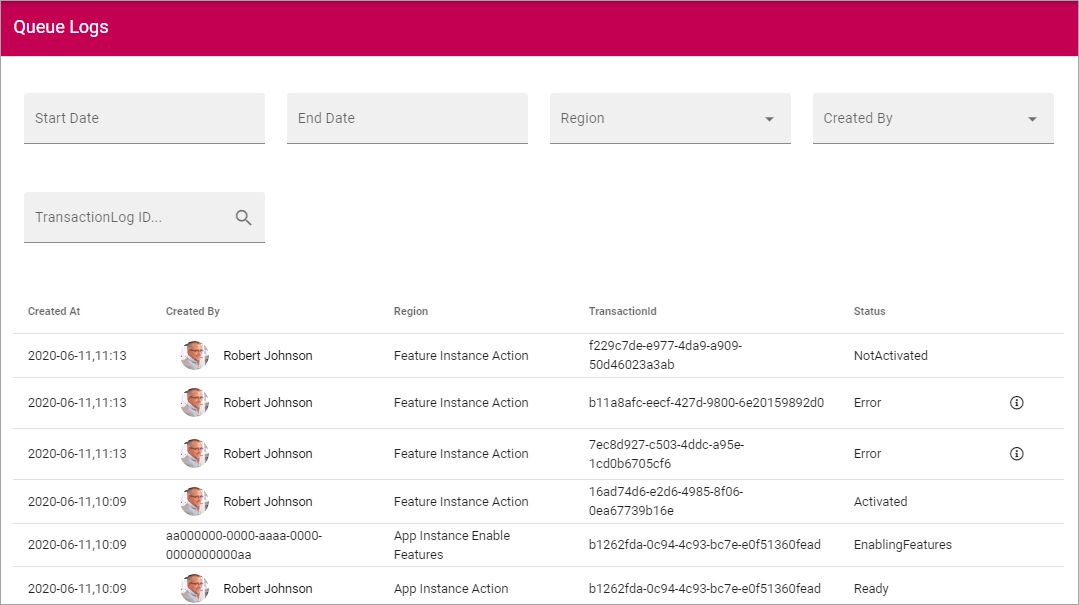 Queue Logs
Start Date
End Date
Region
Created By
TransactionLog ID...
Created At Created By Region TransactionId Status
2020-06-11,11:13 Robert Johnson Feature Instance Action f229c7de-e977-4da9-a909-
50d46023a3ab NotActivated
2020-06-11,11:13 Robert Johnson Feature Instance Action b11a8afc-eecf-427d-9800-6e20159892d0 Error
2020-06-11,11:13 Robert Johnson Feature Instance Action 7ec8d927-c503-4ddc-a95e-
1cd0b6705cf6 Error
2020-06-11,10:09 Robert Johnson Feature Instance Action 16ad74d6-e2d6-4985-8f06-
0ea67739b16e Activated
2020-06-11,10:09 aa000000-0000-aaaa-0000-
0000000000aa App Instance Enable
Features b1262fda-0c94-4c93-bc7e-e0f51360fead EnablingFeatures
2020-06-11,10:09 Robert Johnson App Instance Action b1262fda-0c94-4c93-bc7e-e0f51360fead Ready